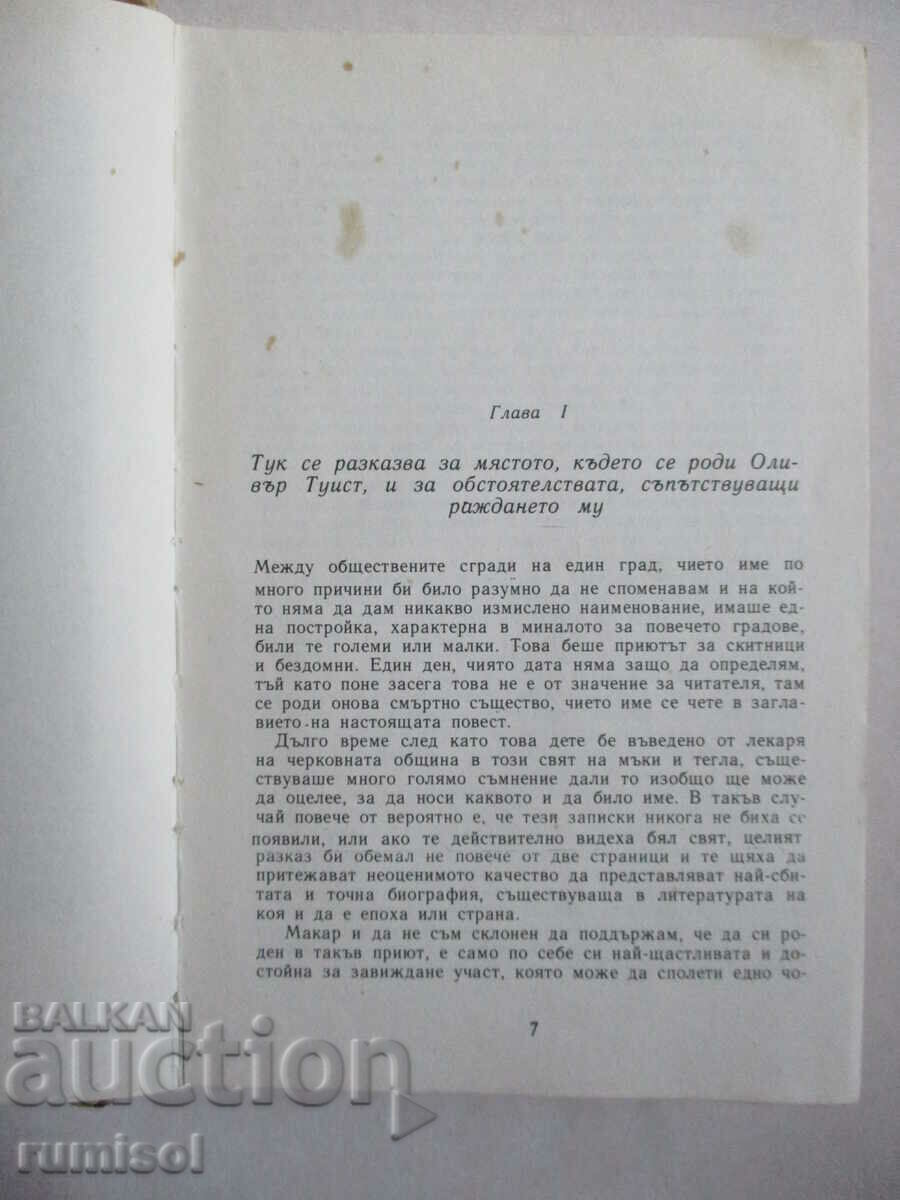 Глава I
Тук се разказва за мястото, където се роди Оли-
вър Туист, и за обстоятелствата, съпътствуващи
раждането му
Между обществените сгради на един град, чието име по
много причини би било разумно да не споменавам и на кой-
то няма да дам никакво измислено наименование, имаше ед-
на постройка, характерна в миналото за повечето градове,
били те големи или малки. Това беше приютът за скитници
и бездомни. Един ден, чиято дата няма защо да определям,
тъй като поне засега това не е от значение за читателя, там
се роди онова смъртно същество, чието име се чете в загла-
вието на настоящата повест.
Дълго време след като това дете бе въведено от лекаря
на черковната община в този свят на мъки и тегла, съще-
ствуваше много голямо съмнение дали то изобщо ще може
да оцелее, за да носи каквото и да било име. В такъв слу-
чай повече от вероятно е, че тези записки никога не биха се
появили, или ако те действително видеха бял свят, целият
разказ би обемал не повече от две страници и те щяха да
притежават неоценимото качество да представляват най-сби-
тата и точна биография, съществуваща в литературата на
коя и да е епоха или страна.
Макар и да не съм склонен да поддържам, че да си ро-
ден в такъв приют, е само по себе си най-щастливата и до-
стойна за завиждане участ, която може да сполети едно чо-
7
BALKAN
auction
rumisol